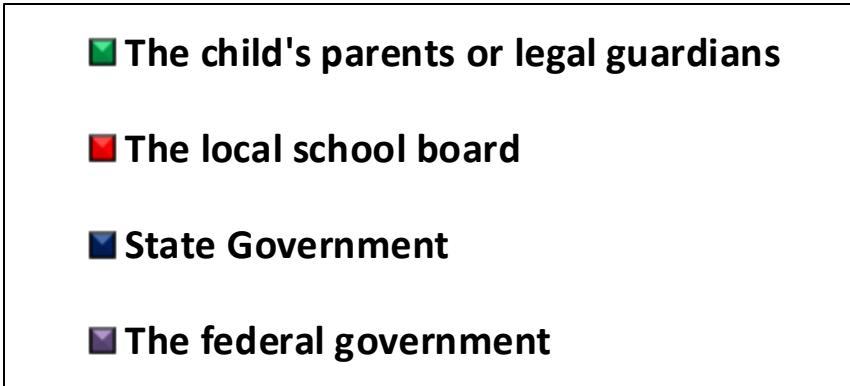 The child's parents or legal guardians
The local school board
State Government
The federal government